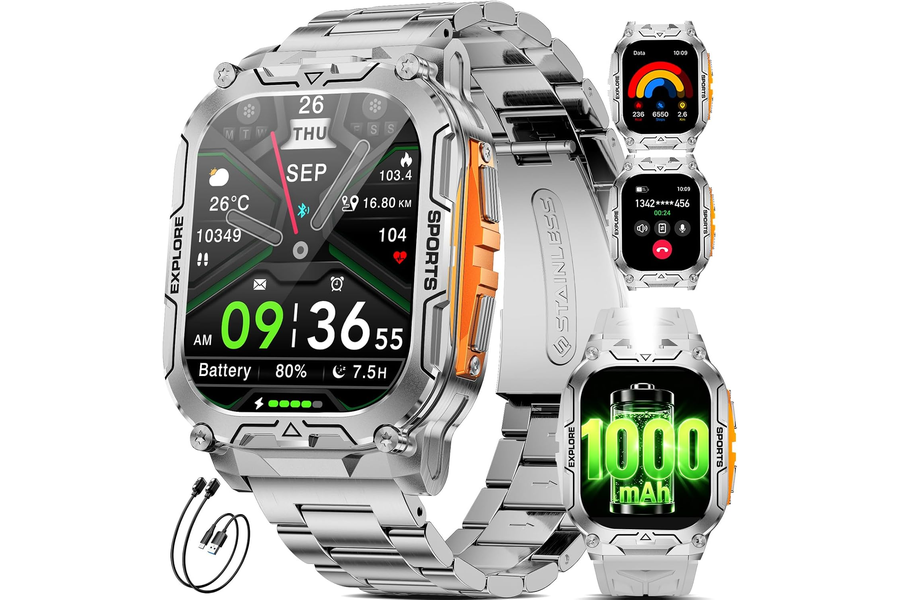 26
M T W THU F S S
SEP
26°C
103.4
16.80 KM
10349
104
AM 09 36 55
Battery 80% 7.5H
EXPLORE
SPORTS
STAINLESS
Data 10:09
236 6550 2.6
EXPLORE
SPORTS
10:09
1342****456
00:24
EXPLORE
SPORTS
1000
mAh
EXPLORE
SPORTS